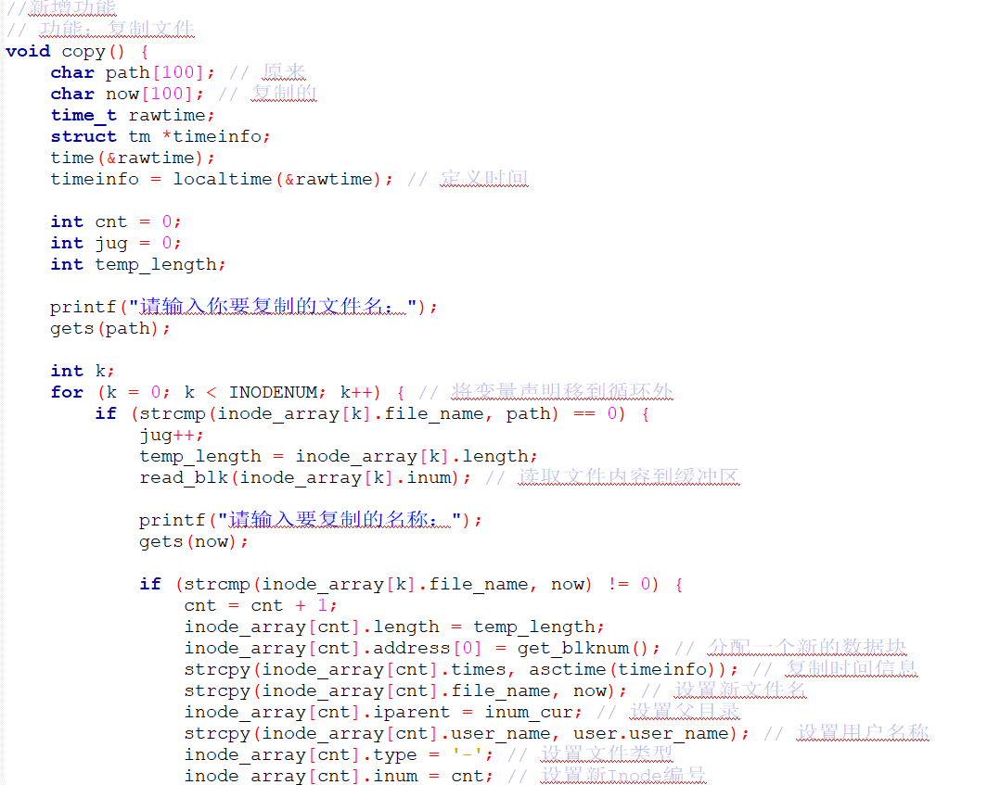 //新增功能
// 功能: 复制文件
void copy() {
    char path[100]; // 原来
    char now[100]; // 复制的
    time_t rawtime;
    struct tm *timeinfo;
    time(&rawtime);
    timeinfo = localtime(&rawtime); // 定义时间
    int cnt = 0;
    int jug = 0;
    int temp_length;
    printf("请输入你要复制的文件名：");
    gets(path);
    int k;
    for (k = 0; k < INODENUM; k++) { // 将变量声明移到循环外
        if (strcmp(inode_array[k].file_name, path) == 0) {
            jug++;
            temp_length = inode_array[k].length;
            read_blk(inode_array[k].inum); // 读取文件内容到缓冲区
            printf("请输入要复制的名称：");
            gets(now);
            if (strcmp(inode_array[k].file_name, now) != 0) {
                cnt = cnt + 1;
                inode_array[cnt].length = temp_length;
                inode_array[cnt].address[0] = get_blknum(); // 分配一个新的数据块
                strcpy(inode_array[cnt].times, asctime(timeinfo)); // 复制时间信息
                strcpy(inode_array[cnt].file_name, now); // 设置新文件名
                inode_array[cnt].iparent = inum_cur; // 设置父目录
                strcpy(inode_array[cnt].user_name, user.user_name); // 设置用户名称
                inode_array[cnt].type = '-'; // 设置文件类型
                inode_array[cnt].inum = cnt; // 设置新Inode编号